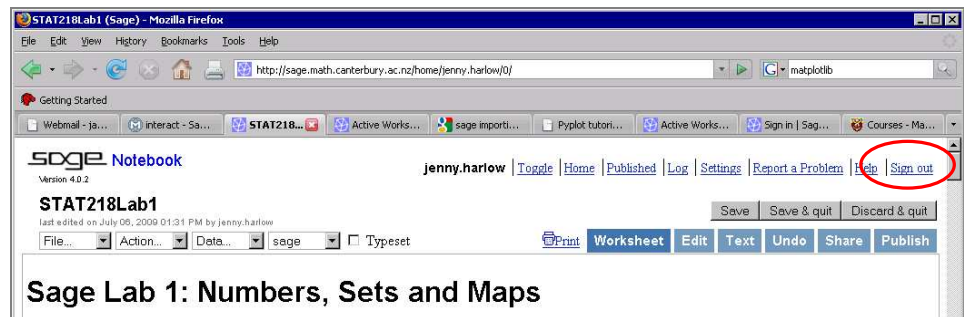 STAT218Lab1 (Sage) - Mozilla Firefox
File Edit View History Bookmarks Tools Help
http://sage.math.canterbury.ac.nz/home/jenny.harlow/0/ G matplotlib
Getting Started
Webmail - ja... interact - Sa... STAT218... Active Works... sage importi... Pyplot tutori... Active Works... Sign in | Sag... Courses - Ma...
sage Notebook jenny.harlow | Toggle | Home | Published | Log | Settings | Report a Problem | Help | Sign out
Version 4.0.2
STAT218Lab1 Save Save & quit Discard & quit
last edited on July 06, 2009 01:31 PM by jenny.harlow
File... Action... Data... sage Typeset Print Worksheet Edit Text Undo Share Publish
Sage Lab 1: Numbers, Sets and Maps